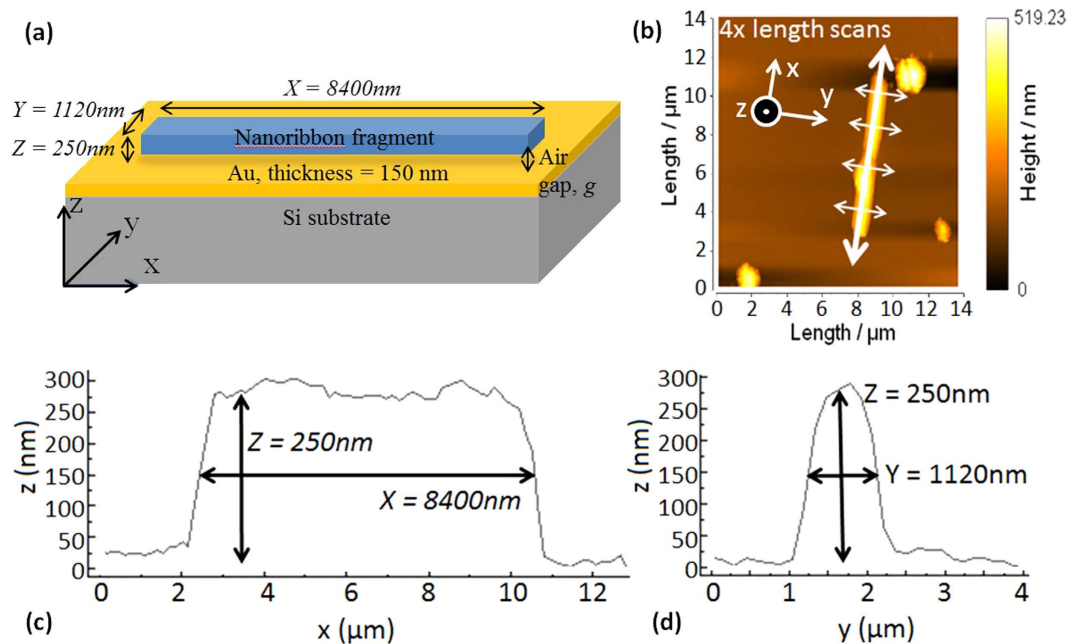 (a)
X = 8400nm
Y = 1120nm
Z = 250nm
Nanoribbon fragment
Air
gap, g
Au, thickness = 150 nm
Si substrate
Z
y
X
(b)
4x length scans
x
y
z
14
12
10
8
6
4
2
0
Length / μm
0 2 4 6 8 10 12 14
Length / μm
519.23
0
Height / nm
300
250
200
150
100
50
0
z (nm)
Z = 250nm
X = 8400nm
0 2 4 6 8 10 12
x (μm)
(c)
300
250
200
150
100
50
0
z (nm)
Z = 250nm
Y = 1120nm
0 1 2 3 4
y (μm)
(d)